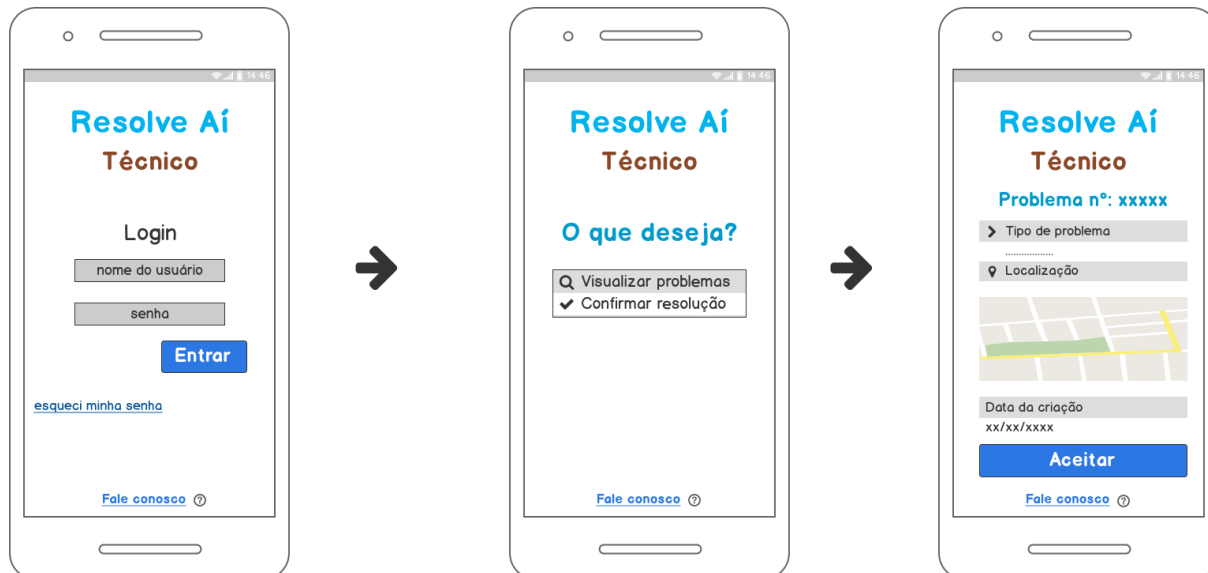 14:46
Resolve Aí
Técnico
Login
nome do usuário
senha
Entrar
esqueci minha senha
Fale conosco
14:46
Resolve Aí
Técnico
O que deseja?
Visualizar problemas
Confirmar resolução
Fale conosco
14:46
Resolve Aí
Técnico
Problema nº: xxxxx
Tipo de problema
..................
Localização
Data da criação
xx/xx/xxxx
Aceitar
Fale conosco